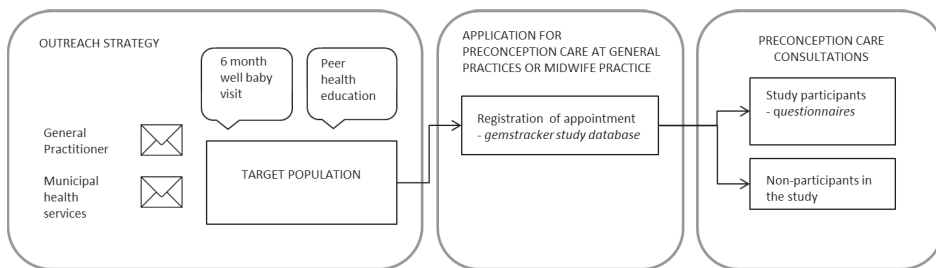 OUTREACH STRATEGY
6 month
well baby
visit
Peer
health
education
General
Practitioner
Municipal
health
services
TARGET POPULATION
APPLICATION FOR
PRECONCEPTION CARE AT GENERAL
PRACTICES OR MIDWIFE PRACTICE
Registration of appointment
- gemstracker study database
PRECONCEPTION CARE
CONSULTATIONS
Study participants
- questionnaires
Non-participants in
the study